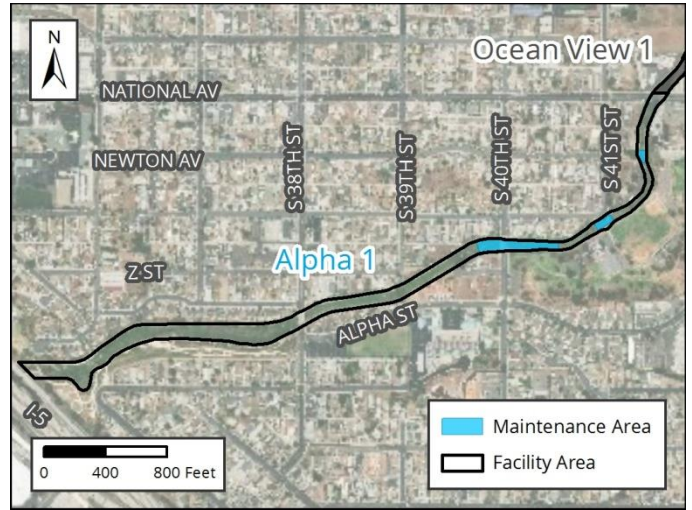 N
Ocean View 1
NATIONAL AV
NEWTON AV
S 38TH ST
S 39TH ST
S 40TH ST
S 41ST ST
Alpha 1
Z ST
ALPHA ST
I-5
0 400 800 Feet
Maintenance Area
Facility Area